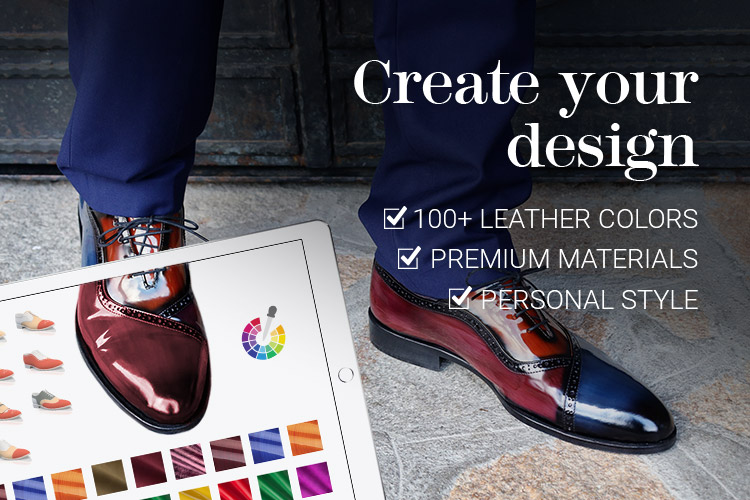 Create your
design
100+ LEATHER COLORS
PREMIUM MATERIALS
PERSONAL STYLE